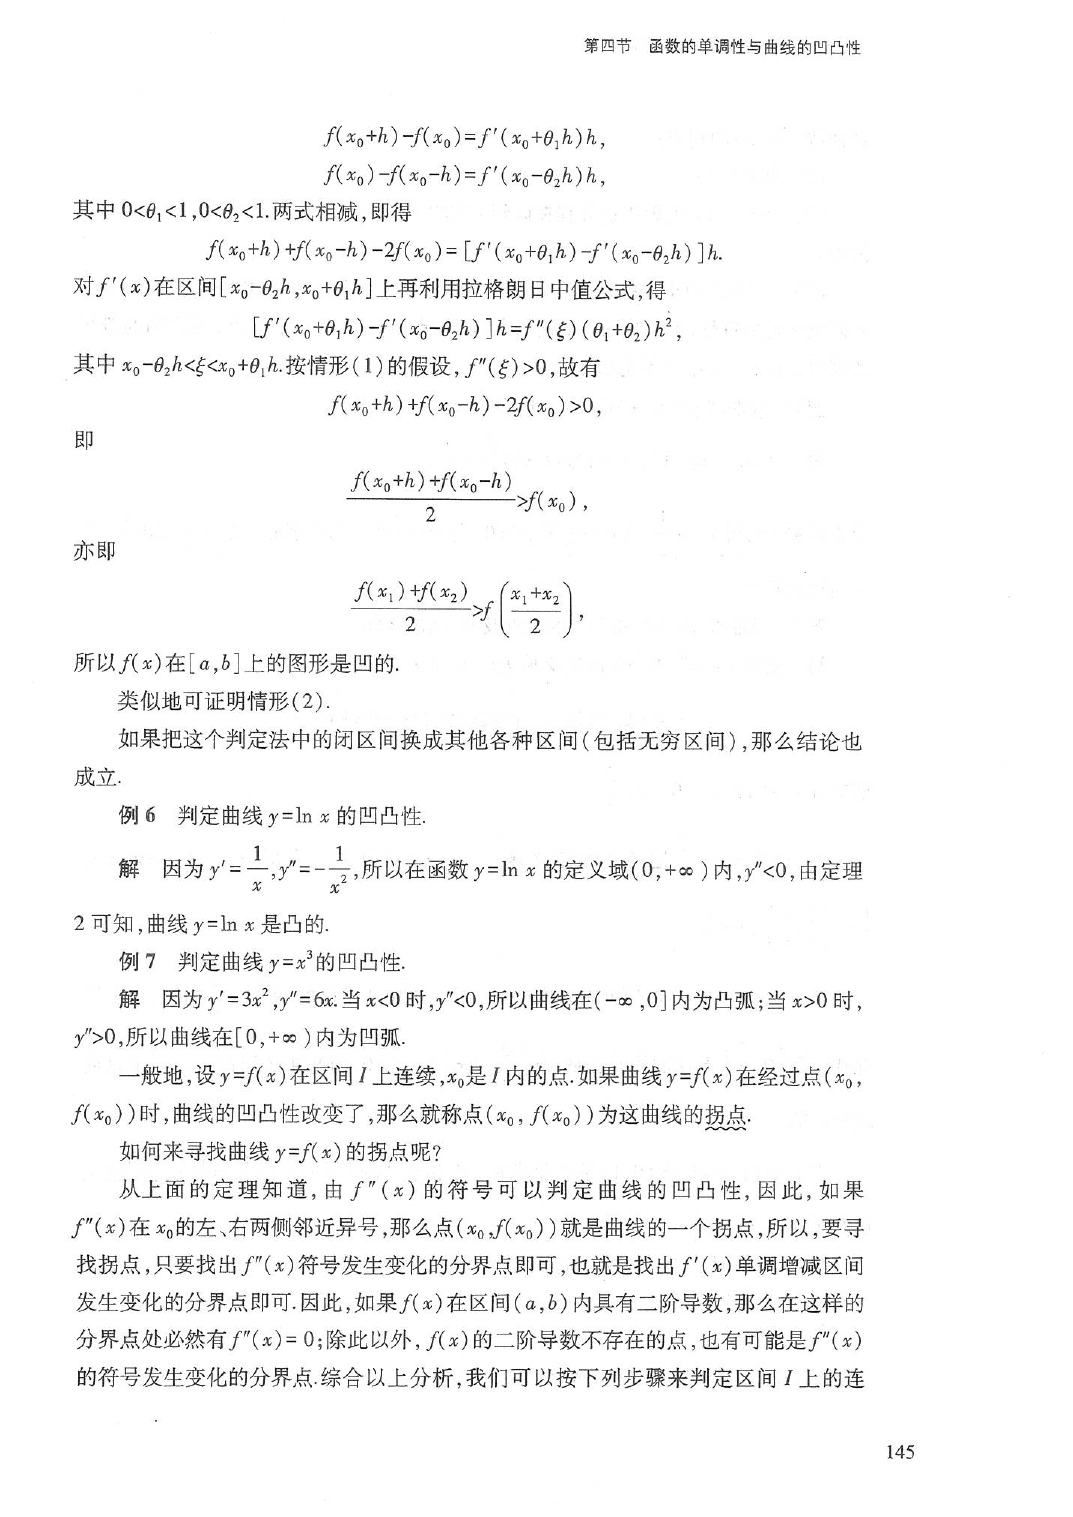 第四节 函数的单调性与曲线的凹凸性
f(x₀+h)-f(x₀)=f′(x₀+θ₁h)h,
f(x₀)-f(x₀-h)=f′(x₀-θ₂h)h,
其中 0<θ₁<1,0<θ₂<1.两式相减,即得
f(x₀+h)+f(x₀-h)-2f(x₀)=[f′(x₀+θ₁h)-f′(x₀-θ₂h)]h.
对 f′(x)在区间[x₀-θ₂h,x₀+θ₁h]上再利用拉格朗日中值公式,得
[f′(x₀+θ₁h)-f′(x₀-θ₂h)]h=f″(ξ)(θ₁+θ₂)h²,
其中 x₀-θ₂h<ξ<x₀+θ₁h.按情形(1)的假设, f″(ξ)>0,故有
f(x₀+h)+f(x₀-h)-2f(x₀)>0,
即
\frac{f(x₀+h)+f(x₀-h)}{2}>f(x₀),
亦即
\frac{f(x₁)+f(x₂)}{2}>f\left(\frac{x₁+x₂}{2}\right),
所以 f(x)在[a,b]上的图形是凹的.
类似地可证明情形(2).
如果把这个判定法中的闭区间换成其他各种区间(包括无穷区间),那么结论也
成立.
例 6 判定曲线 y=ln x 的凹凸性.
解 因为 y′=\frac{1}{x},y″=-\frac{1}{x²},所以在函数 y=ln x 的定义域(0,+∞)内,y″<0,由定理
2 可知,曲线 y=ln x 是凸的.
例 7 判定曲线 y=x³的凹凸性.
解 因为 y′=3x²,y″=6x.当 x<0 时,y″<0,所以曲线在(-∞,0]内为凸弧;当 x>0 时,
y″>0,所以曲线在[0,+∞)内为凹弧.
一般地,设 y=f(x)在区间 I 上连续,x₀是 I 内的点.如果曲线 y=f(x)在经过点(x₀,
f(x₀))时,曲线的凹凸性改变了,那么就称点(x₀, f(x₀))为这曲线的拐点.
如何来寻找曲线 y=f(x)的拐点呢?
从上面的定理知道, 由 f″(x) 的符号可以判定曲线的凹凸性, 因此, 如果
f″(x)在 x₀的左、右两侧邻近异号,那么点(x₀,f(x₀))就是曲线的一个拐点,所以,要寻
找拐点,只要找出 f″(x)符号发生变化的分界点即可,也就是找出 f′(x)单调增减区间
发生变化的分界点即可.因此,如果 f(x)在区间(a,b)内具有二阶导数,那么在这样的
分界点处必然有 f″(x)=0;除此以外, f(x)的二阶导数不存在的点,也有可能是 f″(x)
的符号发生变化的分界点.综合以上分析,我们可以按下列步骤来判定区间 I 上的连
145